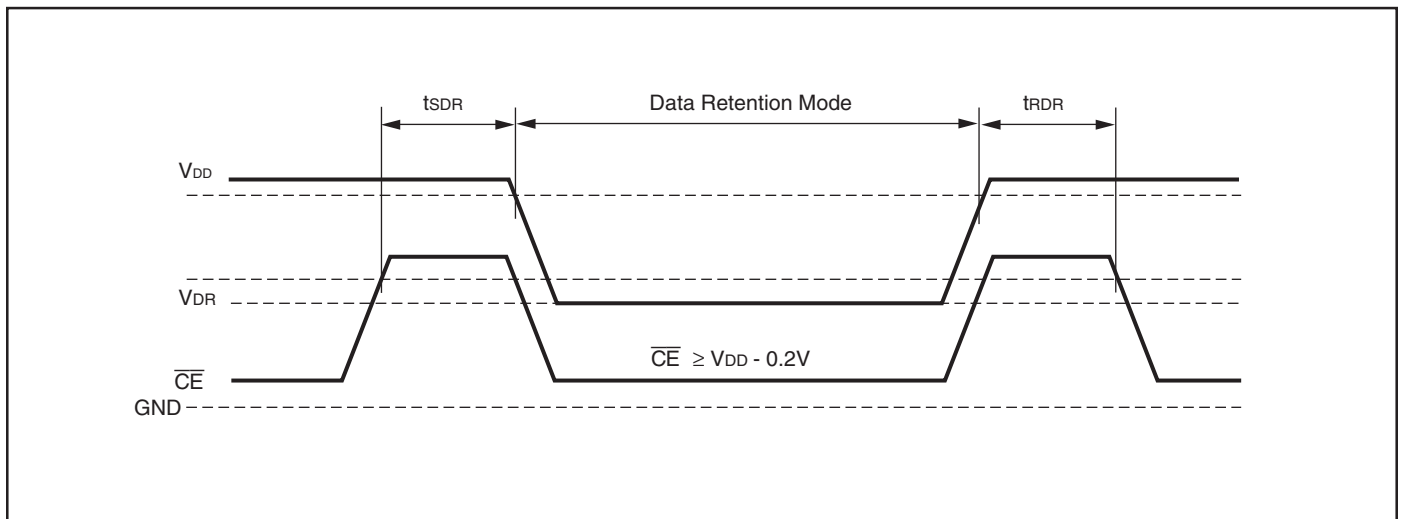 tSDR Data Retention Mode tRDR
VDD
VDR
CE ≥ VDD - 0.2V
CE
GND